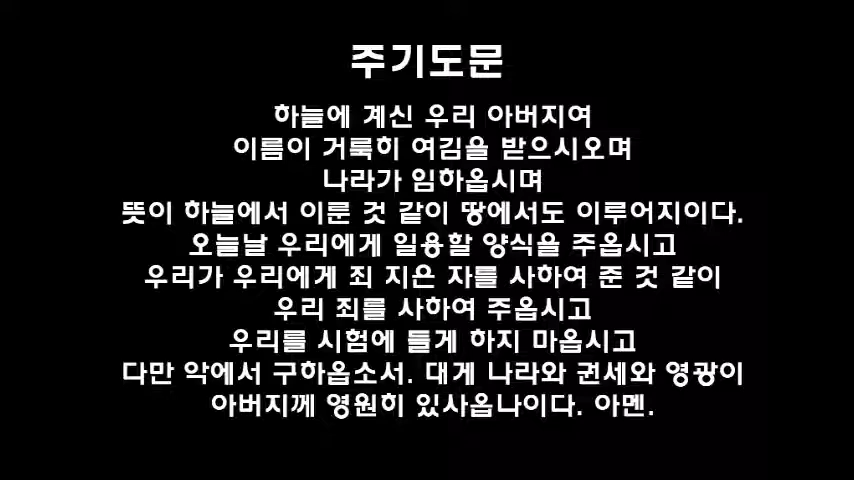 주기도문
하늘에 계신 우리 아버지여
이름이 거룩히 여김을 받으시오며
나라가 임하옵시며
뜻이 하늘에서 이룬 것 같이 땅에서도 이루어지이다.
오늘날 우리에게 일용할 양식을 주옵시고
우리가 우리에게 죄 지은 자를 사하여 준 것 같이
우리 죄를 사하여 주옵시고
우리를 시험에 들게 하지 마옵시고
다만 악에서 구하옵소서. 대게 나라와 권세와 영광이
아버지께 영원히 있사옵나이다. 아멘.